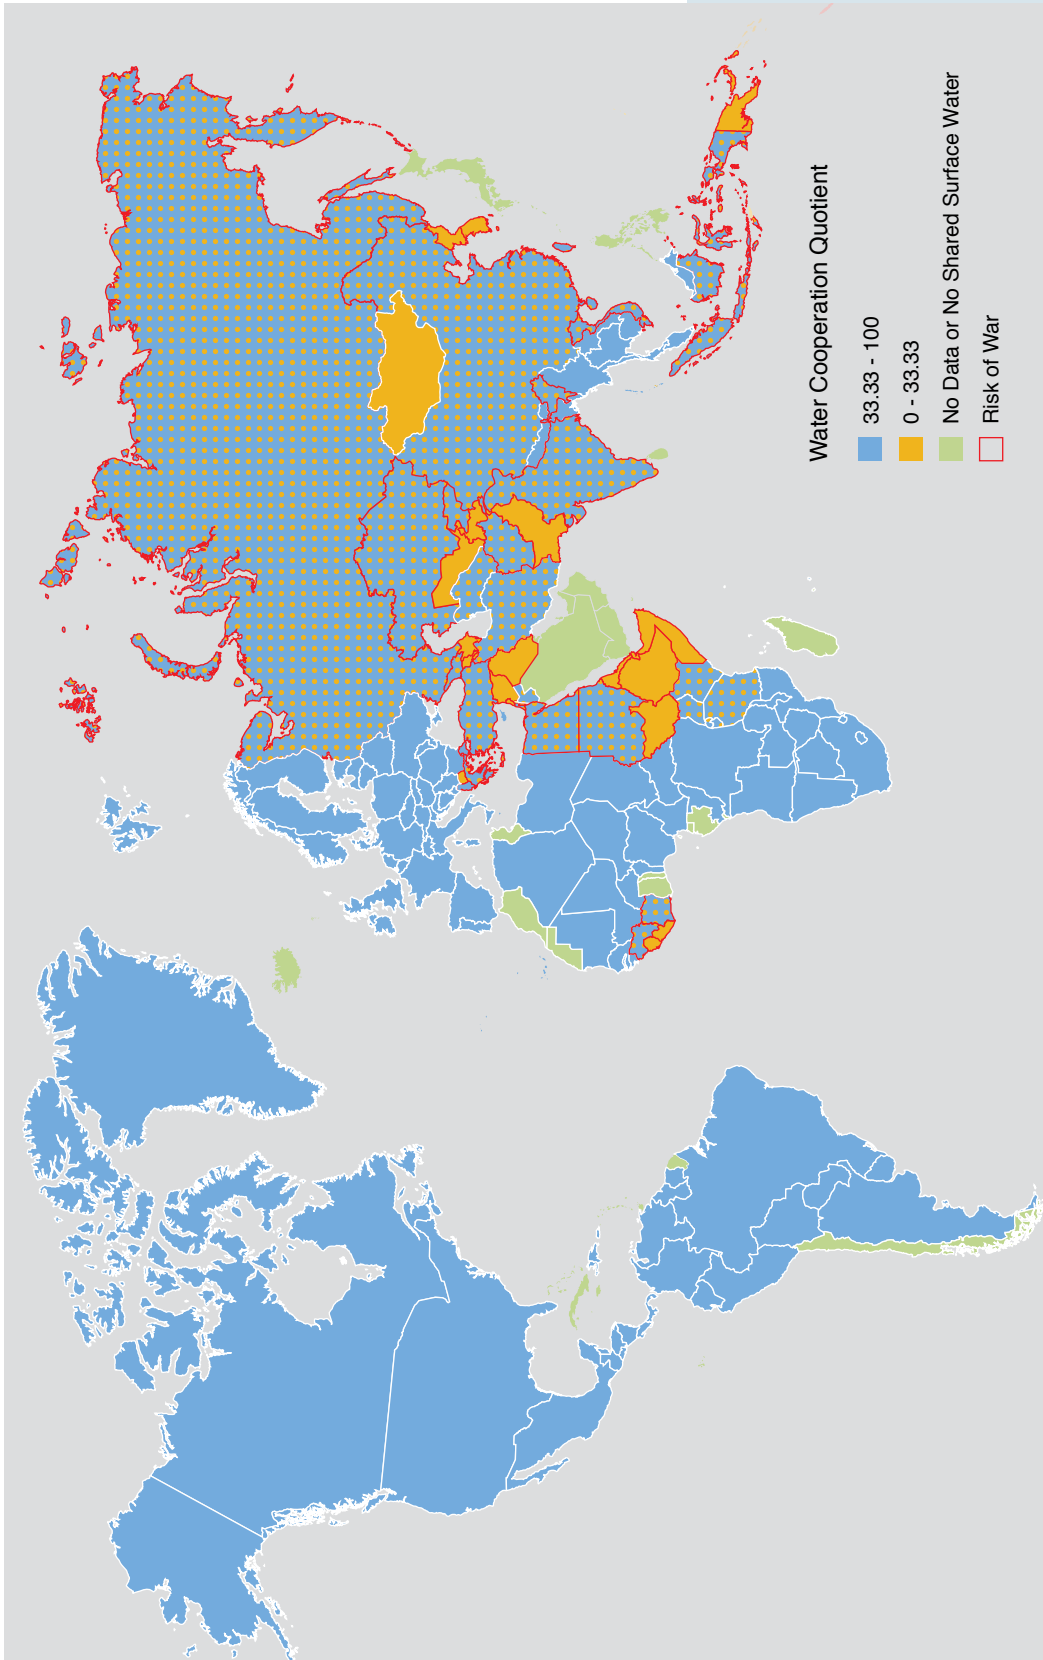 Water Cooperation Quotient
33.33 - 100
0 - 33.33
No Data or No Shared Surface Water
Risk of War